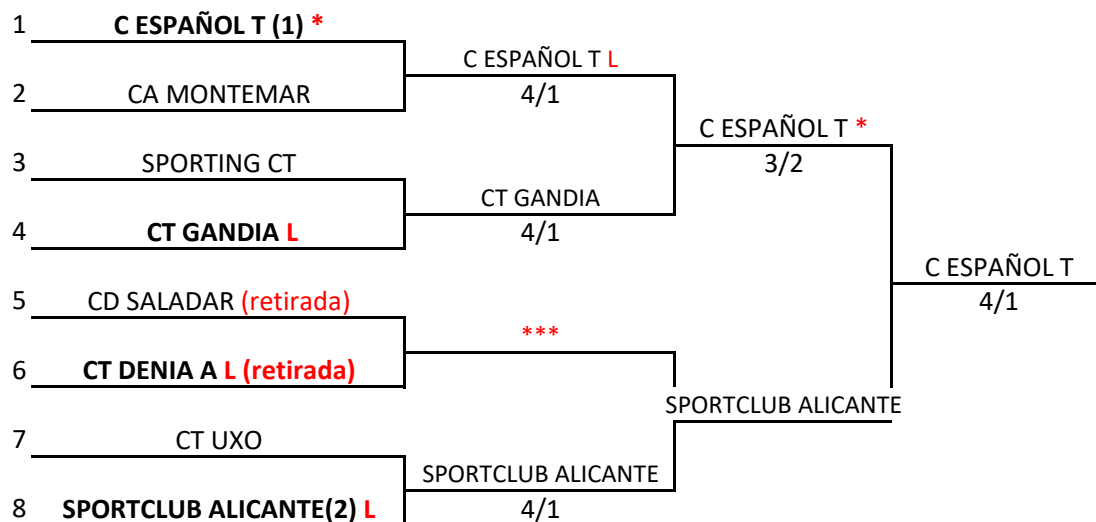 1 C ESPAÑOL T (1) *
C ESPAÑOL T L
2 CA MONTEMAR
4/1
C ESPAÑOL T *
3 SPORTING CT
3/2
CT GANDIA
4 CT GANDIA L
4/1
C ESPAÑOL T
5 CD SALADAR (retirada)
4/1
***
6 CT DENIA A L (retirada)
SPORTCLUB ALICANTE
7 CT UXO
SPORTCLUB ALICANTE
8 SPORTCLUB ALICANTE(2) L
4/1